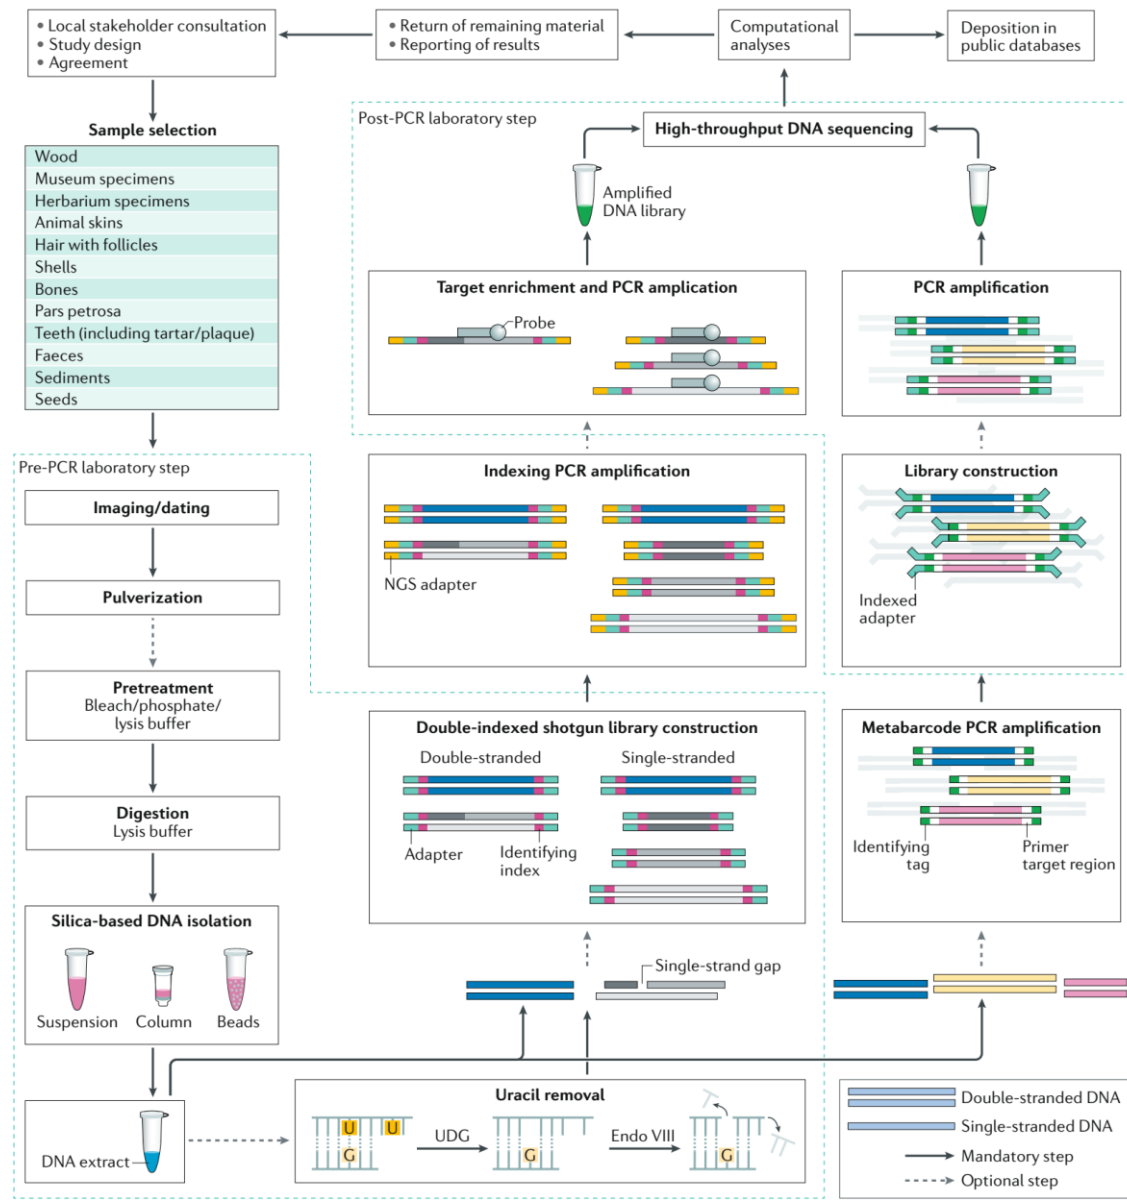 • Local stakeholder consultation
• Study design
• Agreement
• Return of remaining material
• Reporting of results
Computational
analyses
Deposition in
public databases
Sample selection
Wood
Museum specimens
Herbarium specimens
Animal skins
Hair with follicles
Shells
Bones
Pars petrosa
Teeth (including tartar/plaque)
Faeces
Sediments
Seeds
Pre-PCR laboratory step
Imaging/dating
Pulverization
Pretreatment
Bleach/phosphate/
lysis buffer
Digestion
Lysis buffer
Silica-based DNA isolation
Suspension
Column
Beads
DNA extract
Uracil removal
U
U
G
UDG
G
Endo VIII
G
Single-strand gap
Double-indexed shotgun library construction
Double-stranded
Single-stranded
Adapter
Identifying
index
Indexing PCR amplification
NGS adapter
Target enrichment and PCR amplication
Probe
Amplified
DNA library
Post-PCR laboratory step
High-throughput DNA sequencing
PCR amplification
Library construction
Indexed
adapter
Metabarcode PCR amplification
Identifying
tag
Primer
target region
Double-stranded DNA
Single-stranded DNA
Mandatory step
Optional step